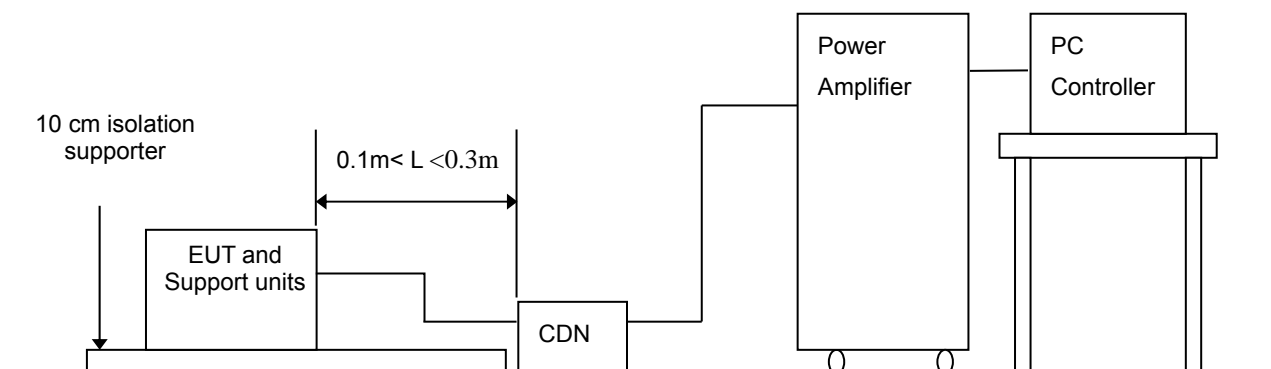 10 cm isolation
supporter
0.1m< L <0.3m
EUT and
Support units
CDN
Power
Amplifier
PC
Controller